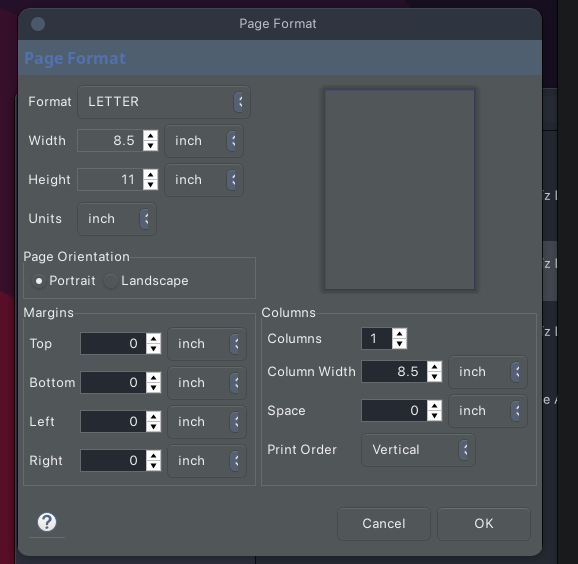 Page Format
Page Format
Format LETTER
Width 8.5 inch
Height 11 inch
Units inch
Page Orientation
Portrait Landscape
Margins
Top 0 inch
Bottom 0 inch
Left 0 inch
Right 0 inch
Columns
Columns 1
Column Width 8.5 inch
Space 0 inch
Print Order Vertical
?
Cancel OK